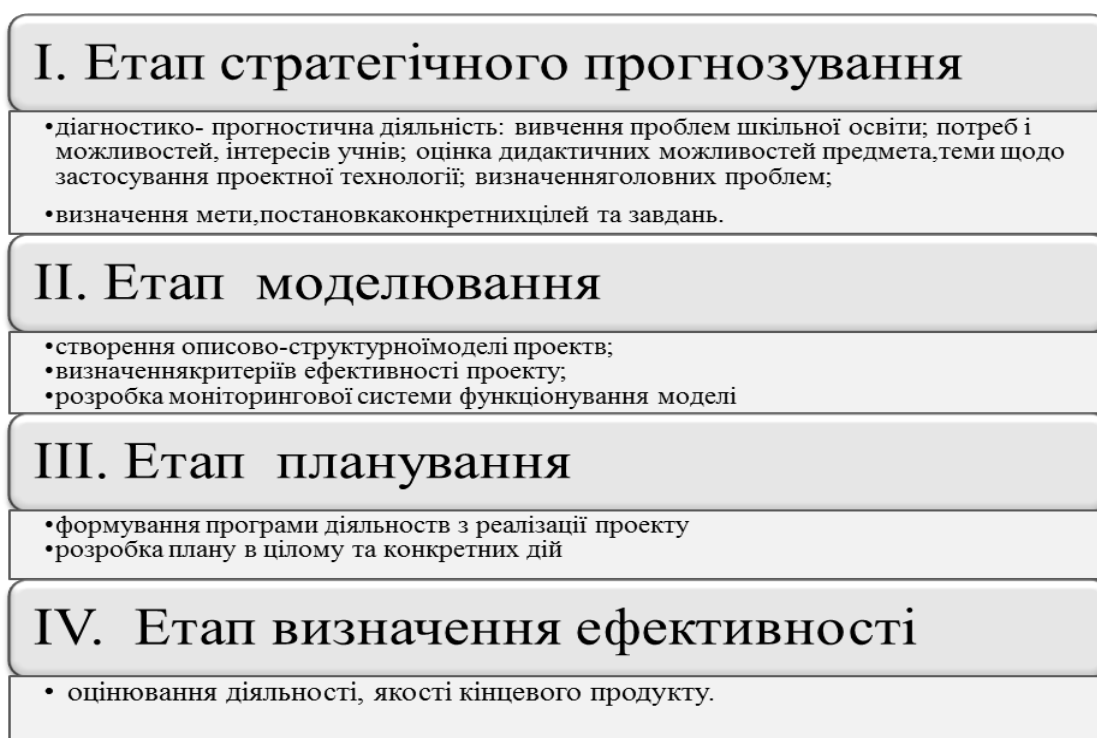 І. Етап стратегічного прогнозування
•діагностико- прогностична діяльність: вивчення проблем шкільної освіти; потреб і
можливостей, інтересів учнів; оцінка дидактичних можливостей предмета,теми щодо
застосування проектної технології; визначенняголовних проблем;
•визначення мети,постановкаконкретнихцілей та завдань.
ІІ. Етап моделювання
•створення описово-структурноїмоделі проектв;
•визначеннякритеріїв ефективності проекту;
•розробка моніторингової системи функціонування моделі
ІІІ. Етап планування
•формування програми діяльноств з реалізації проекту
•розробка плану в цілому та конкретних дій
IV. Етап визначення ефективності
• оцінювання діяльності, якості кінцевого продукту.